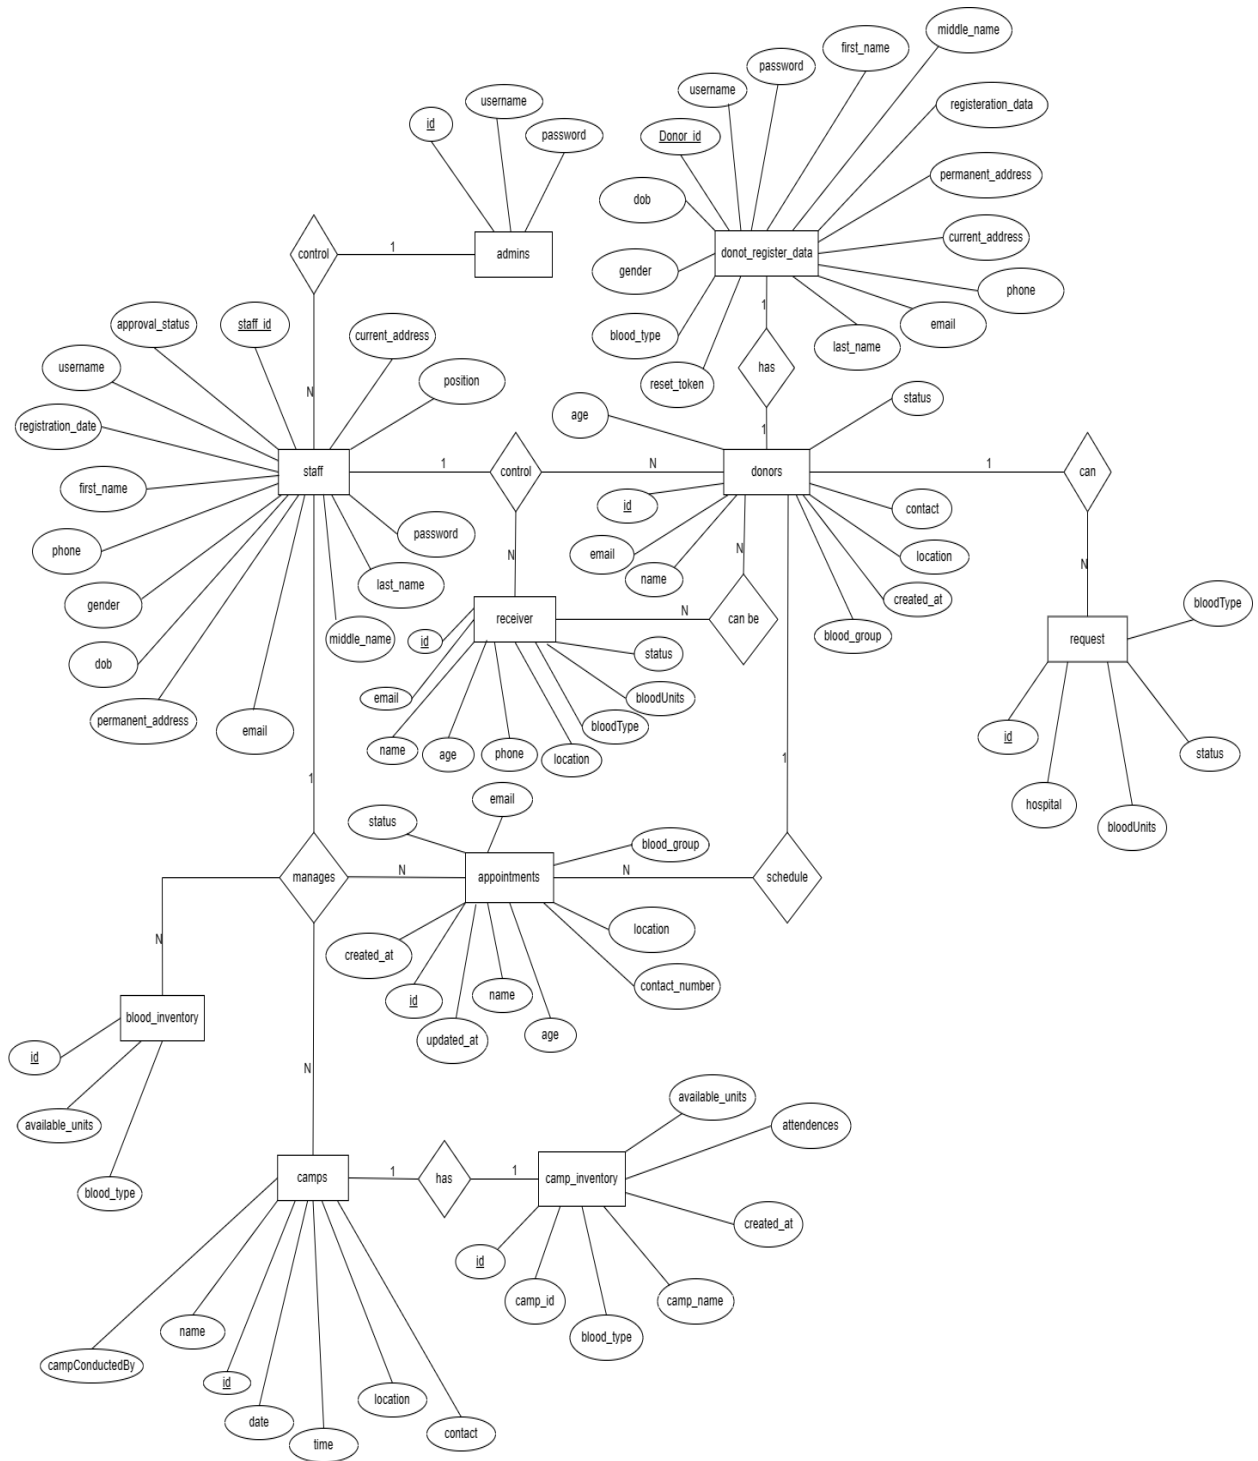 middle_name
first_name
password
username
registeration_data
Donor_id
permanent_address
dob
current_address
donot_register_data
gender
phone
email
blood_type
last_name
reset_token
1
has
1
id
username
password
admins
1
control
N
approval_status
staff_id
current_address
username
position
registration_date
staff
first_name
phone
password
gender
last_name
middle_name
dob
permanent_address
email
1
control
N
N
age
status
donors
id
contact
email
location
name
created_at
blood_group
1
can
N
N
N
can be
receiver
id
status
email
bloodUnits
bloodType
name
age
phone
location
request
bloodType
id
status
hospital
bloodUnits
1
manages
N
N
N
1
schedule
N
email
status
blood_group
appointments
location
created_at
contact_number
id
name
updated_at
age
blood_inventory
id
available_units
blood_type
camps
1
has
1
camp_inventory
available_units
attendences
created_at
id
camp_id
camp_name
blood_type
name
campConductedBy
id
location
date
contact
time